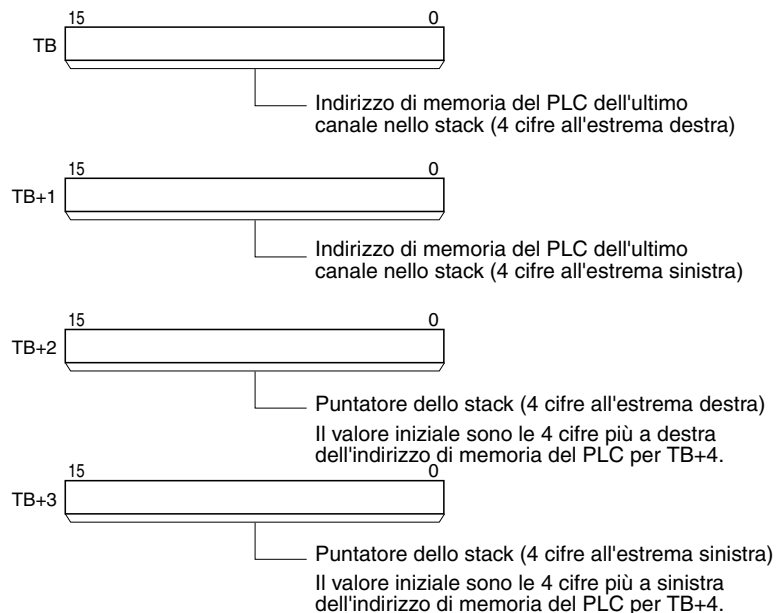 15 0
TB
Indirizzo di memoria del PLC dell'ultimo
canale nello stack (4 cifre all'estrema destra)
15 0
TB+1
Indirizzo di memoria del PLC dell'ultimo
canale nello stack (4 cifre all'estrema sinistra)
15 0
TB+2
Puntatore dello stack (4 cifre all'estrema destra)
Il valore iniziale sono le 4 cifre più a destra
dell'indirizzo di memoria del PLC per TB+4.
15 0
TB+3
Puntatore dello stack (4 cifre all'estrema sinistra)
Il valore iniziale sono le 4 cifre più a sinistra
dell'indirizzo di memoria del PLC per TB+4.